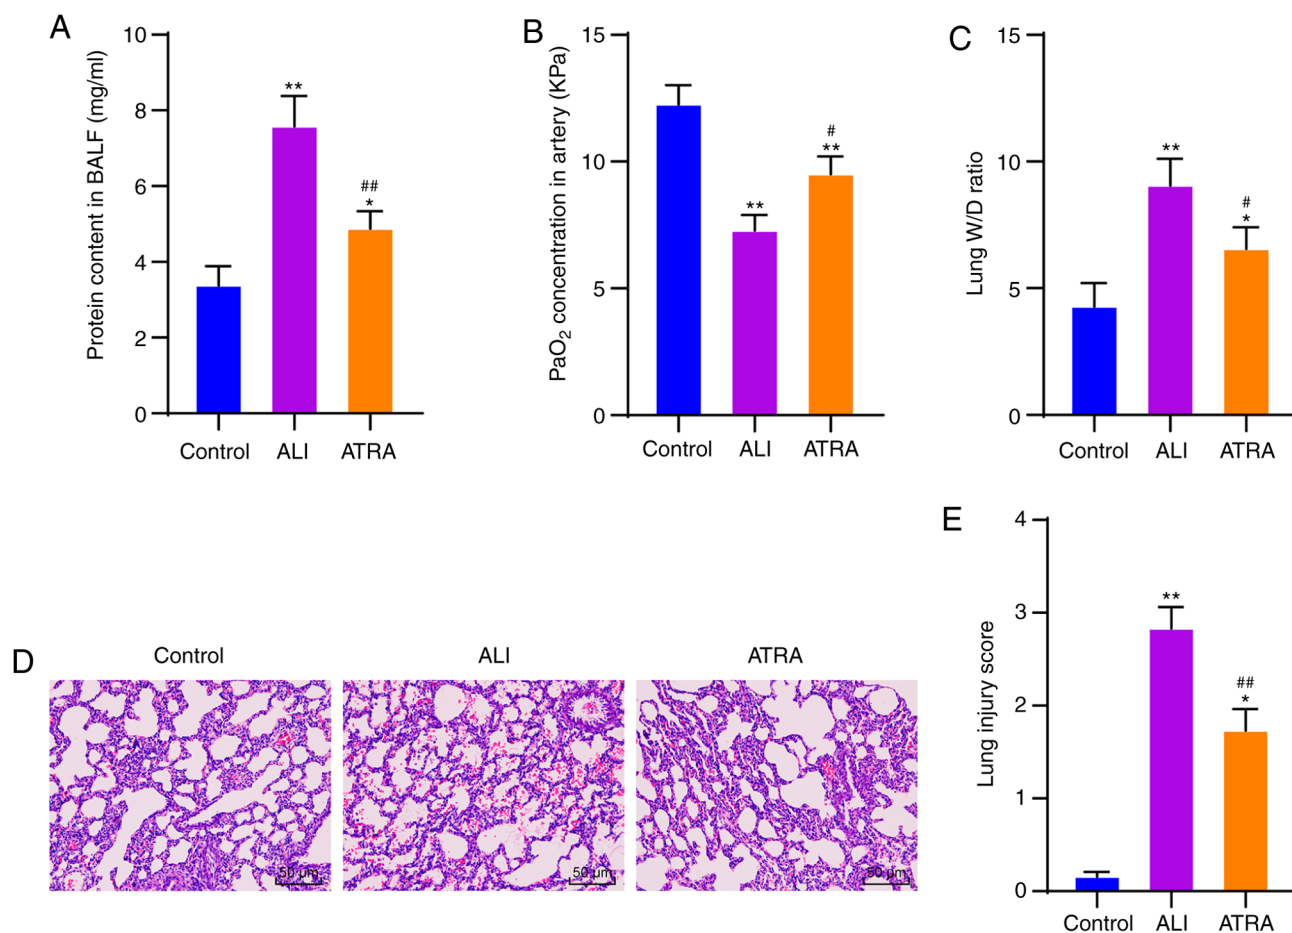 A
Protein content in BALF (mg/ml)
10
8
6
4
2
0
**
##
*
Control ALI ATRA
B
PaO2 concentration in artery (KPa)
15
10
5
0
**
#
**
Control ALI ATRA
C
Lung W/D ratio
15
10
5
0
**
#
*
Control ALI ATRA
D
Control ALI ATRA
50 µm 50 µm 50 µm
E
Lung injury score
4
3
2
1
0
**
##
*
Control ALI ATRA